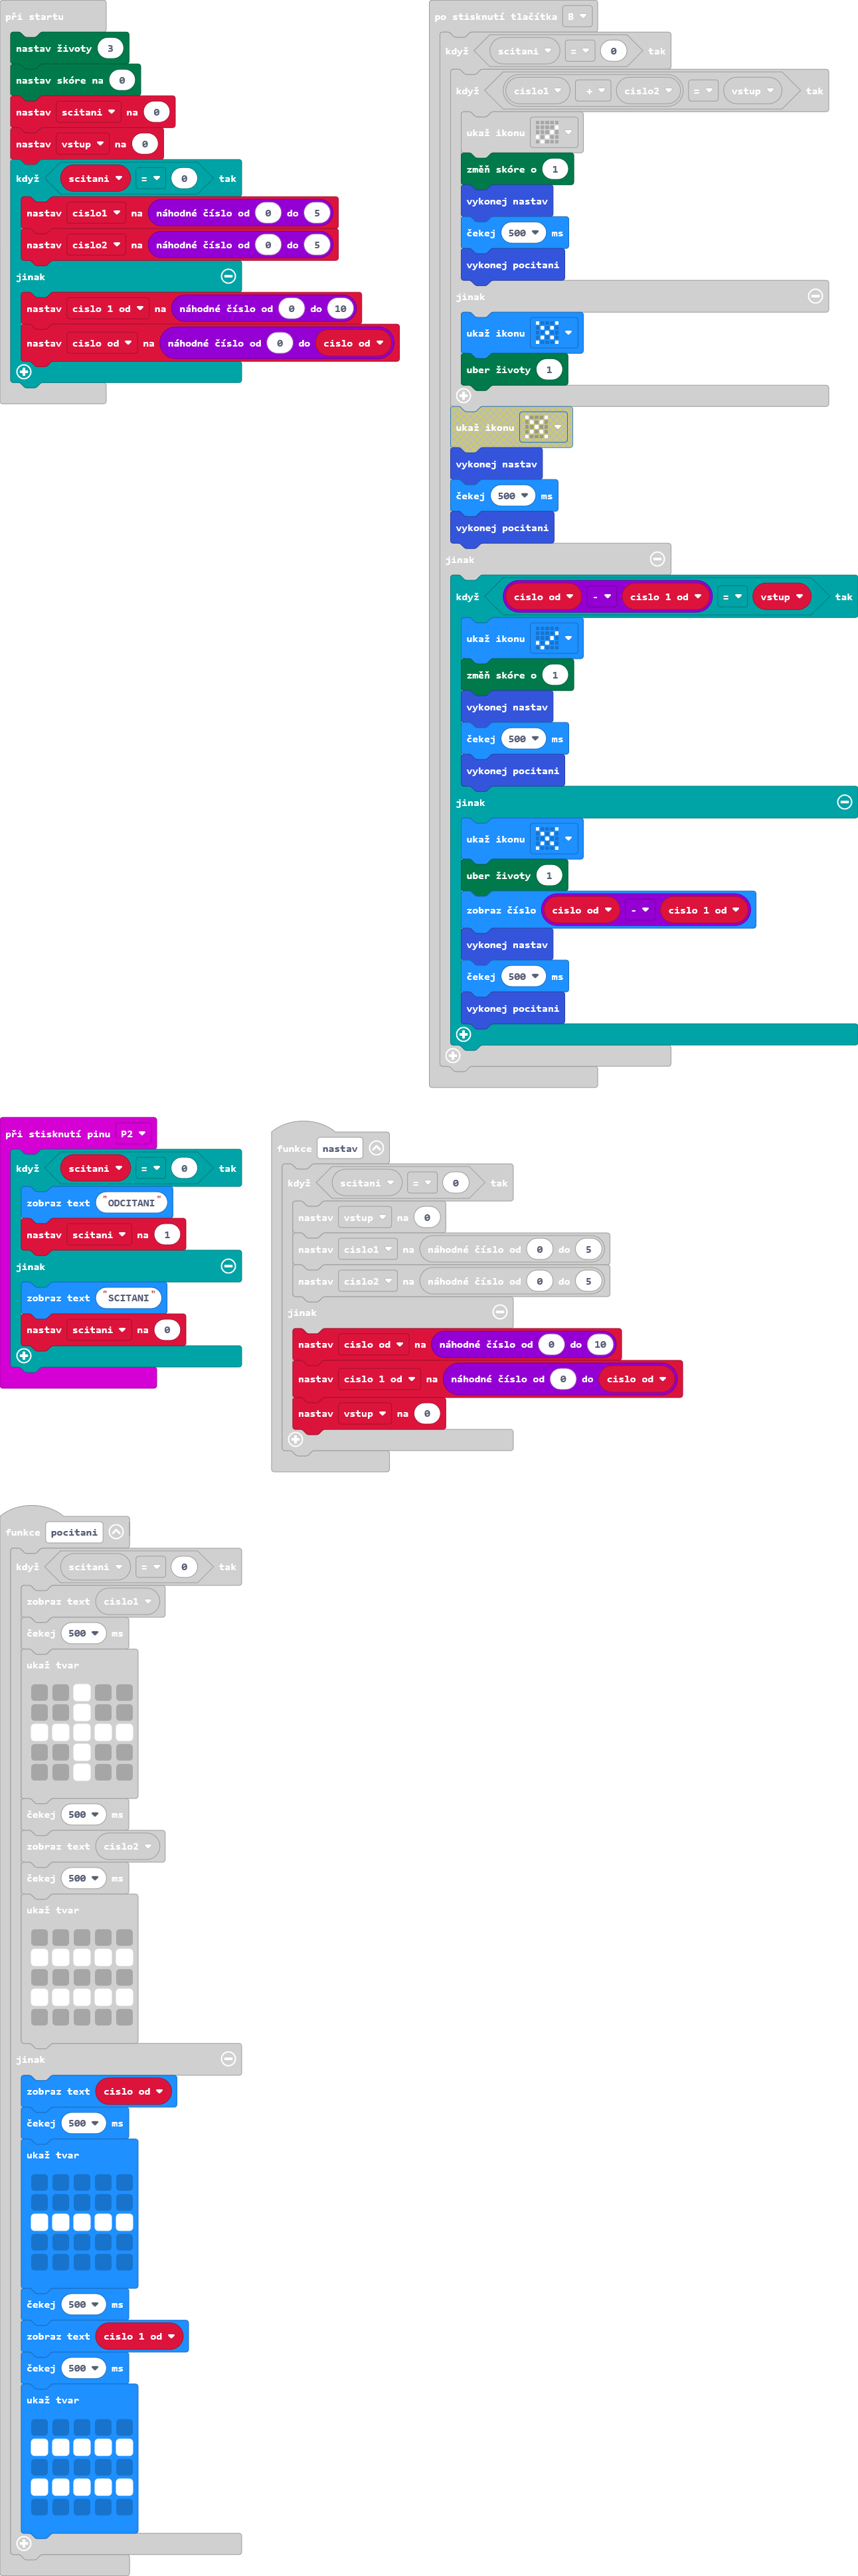 při startu
nastav životy 3
nastav skóre na 0
nastav scitani na 0
nastav vstup na 0
když scitani = 0 tak
nastav cislo1 na náhodné číslo od 0 do 5
nastav cislo2 na náhodné číslo od 0 do 5
jinak
nastav cislo 1 od na náhodné číslo od 0 do 10
nastav cislo od na náhodné číslo od 0 do cislo od
po stisknutí tlačítka B
když scitani = 0 tak
když cislo1 + cislo2 = vstup tak
ukaž ikonu
změň skóre o 1
vykonej nastav
čekej 500 ms
vykonej pocitani
jinak
ukaž ikonu
uber životy 1
ukaž ikonu
vykonej nastav
čekej 500 ms
vykonej pocitani
jinak
když cislo od - cislo 1 od = vstup tak
ukaž ikonu
změň skóre o 1
vykonej nastav
čekej 500 ms
vykonej pocitani
jinak
ukaž ikonu
uber životy 1
zobraz číslo cislo od - cislo 1 od
vykonej nastav
čekej 500 ms
vykonej pocitani
při stisknutí pinu P2
když scitani = 0 tak
zobraz text "ODCITANI"
nastav scitani na 1
jinak
zobraz text "SCITANI"
nastav scitani na 0
funkce nastav
když scitani = 0 tak
nastav vstup na 0
nastav cislo1 na náhodné číslo od 0 do 5
nastav cislo2 na náhodné číslo od 0 do 5
jinak
nastav cislo od na náhodné číslo od 0 do 10
nastav cislo 1 od na náhodné číslo od 0 do cislo od
nastav vstup na 0
funkce pocitani
když scitani = 0 tak
zobraz text cislo1
čekej 500 ms
ukaž tvar
čekej 500 ms
zobraz text cislo2
čekej 500 ms
ukaž tvar
jinak
zobraz text cislo od
čekej 500 ms
ukaž tvar
čekej 500 ms
zobraz text cislo 1 od
čekej 500 ms
ukaž tvar